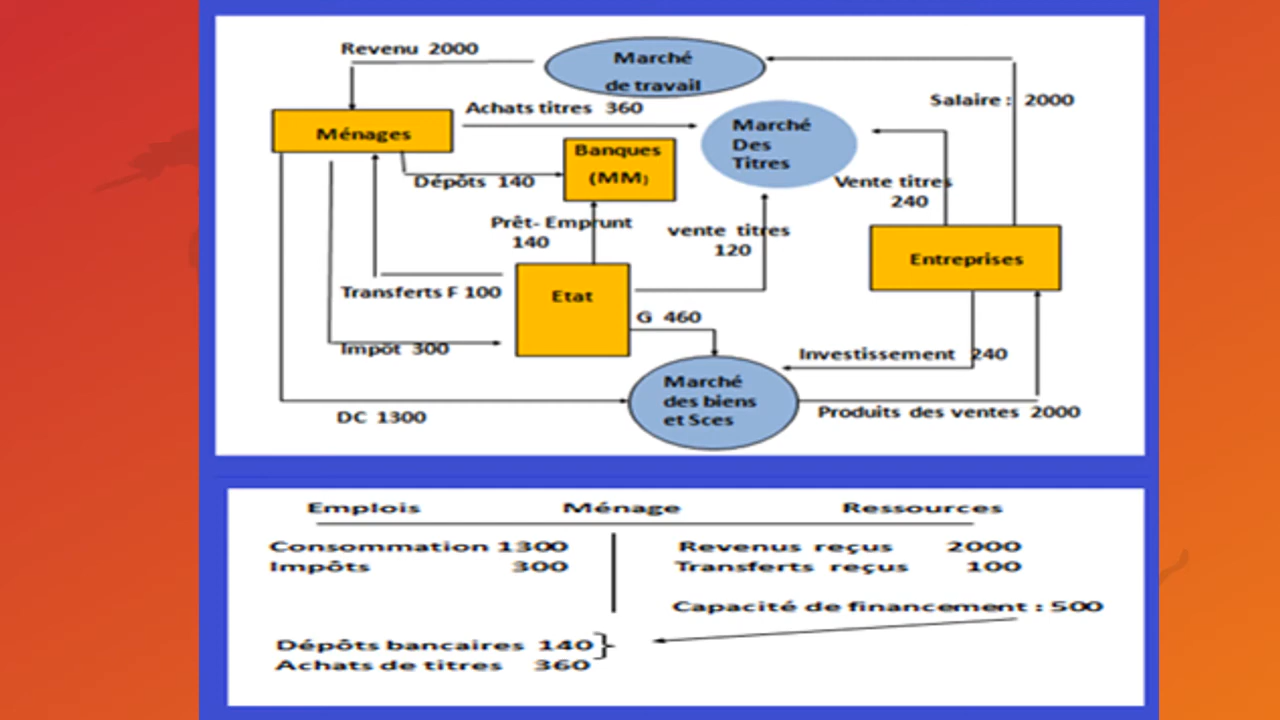 Revenu 2000
Marché
de travail
Achats titres 360
Salaire : 2000
Ménages
Marché
Des
Titres
Banques
(MM)
Dépôts 140
Vente titres
240
Prêt- Emprunt
140
vente titres
120
Entreprises
Transferts F 100
Etat
G 460
Impôt 300
Investissement 240
Marché
des biens
et Sces
DC 1300
Produits des ventes 2000
Emplois Ménage Ressources
Consommation 1300 Revenus reçus 2000
Impôts 300 Transferts reçus 100
Capacité de financement : 500
Dépôts bancaires 140}
Achats de titres 360